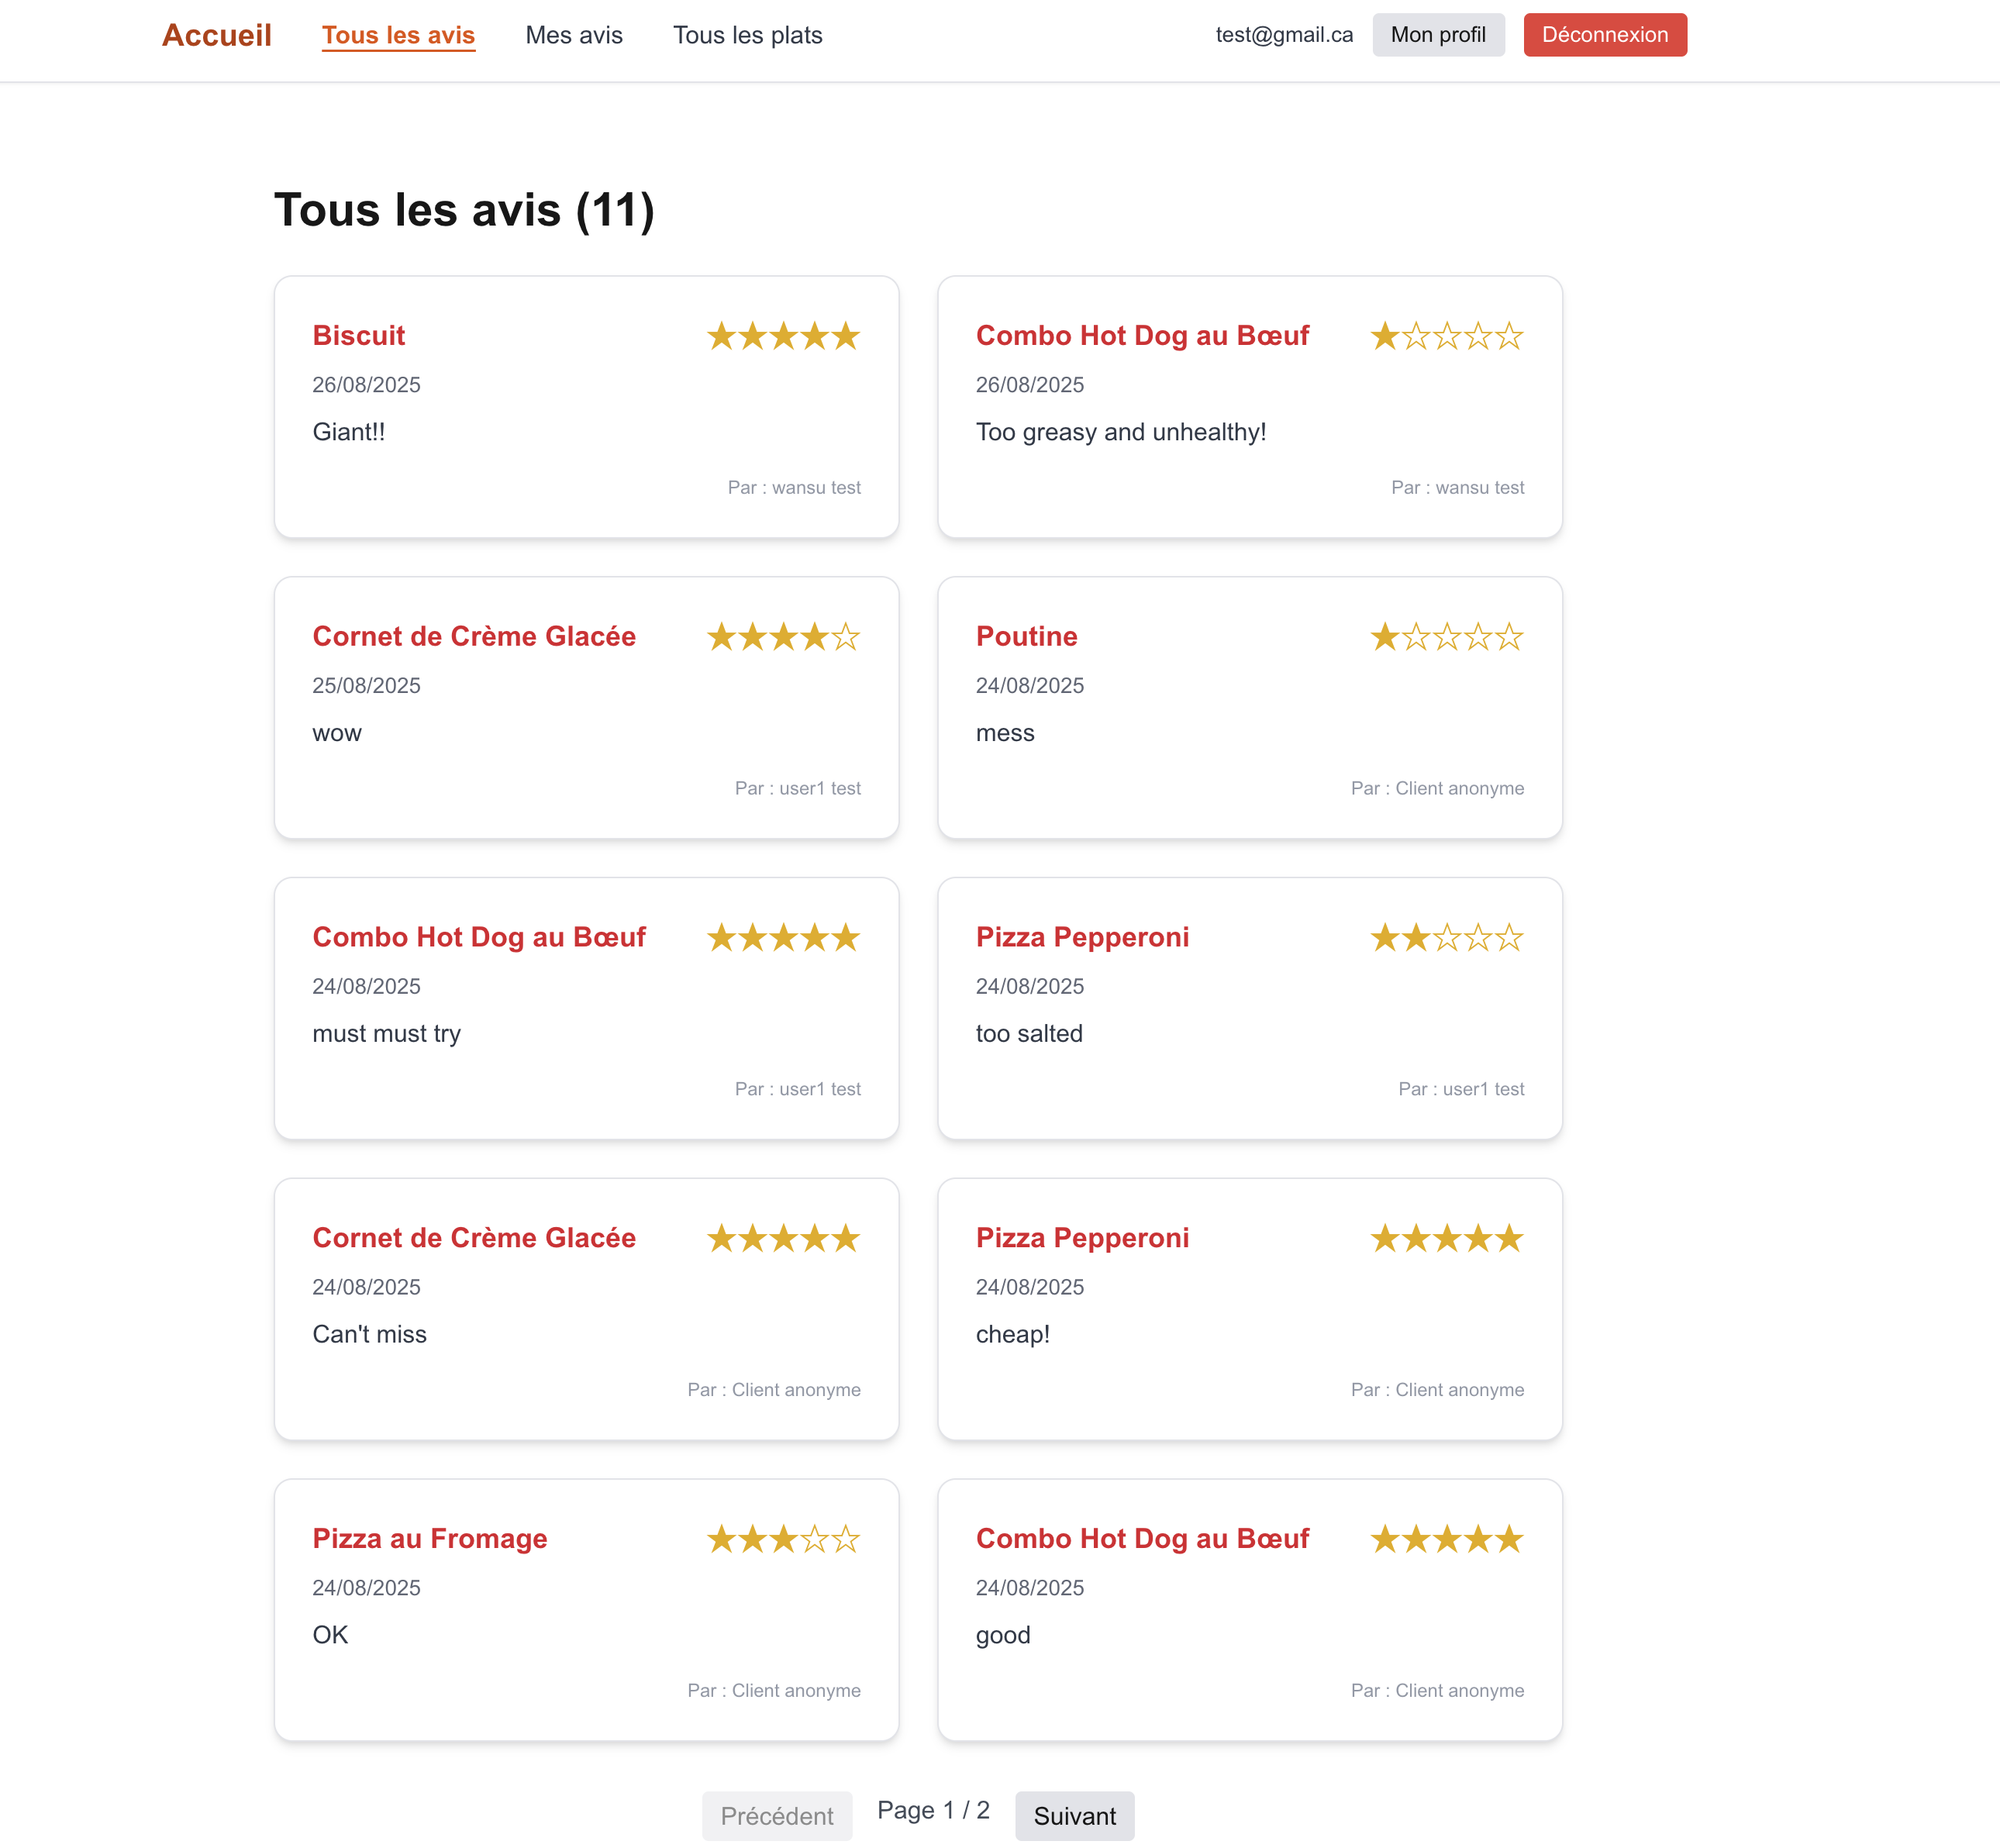 Accueil Tous les avis Mes avis Tous les plats test@gmail.ca Mon profil Déconnexion
Tous les avis (11)
Biscuit ★★★★★
26/08/2025
Giant!!
Par : wansu test
Combo Hot Dog au Bœuf ★☆☆☆☆
26/08/2025
Too greasy and unhealthy!
Par : wansu test
Cornet de Crème Glacée ★★★★☆
25/08/2025
wow
Par : user1 test
Poutine ★☆☆☆☆
24/08/2025
mess
Par : Client anonyme
Combo Hot Dog au Bœuf ★★★★★
24/08/2025
must must try
Par : user1 test
Pizza Pepperoni ★★☆☆☆
24/08/2025
too salted
Par : user1 test
Cornet de Crème Glacée ★★★★★
24/08/2025
Can't miss
Par : Client anonyme
Pizza Pepperoni ★★★★★
24/08/2025
cheap!
Par : Client anonyme
Pizza au Fromage ★★★☆☆
24/08/2025
OK
Par : Client anonyme
Combo Hot Dog au Bœuf ★★★★★
24/08/2025
good
Par : Client anonyme
Précédent Page 1 / 2 Suivant